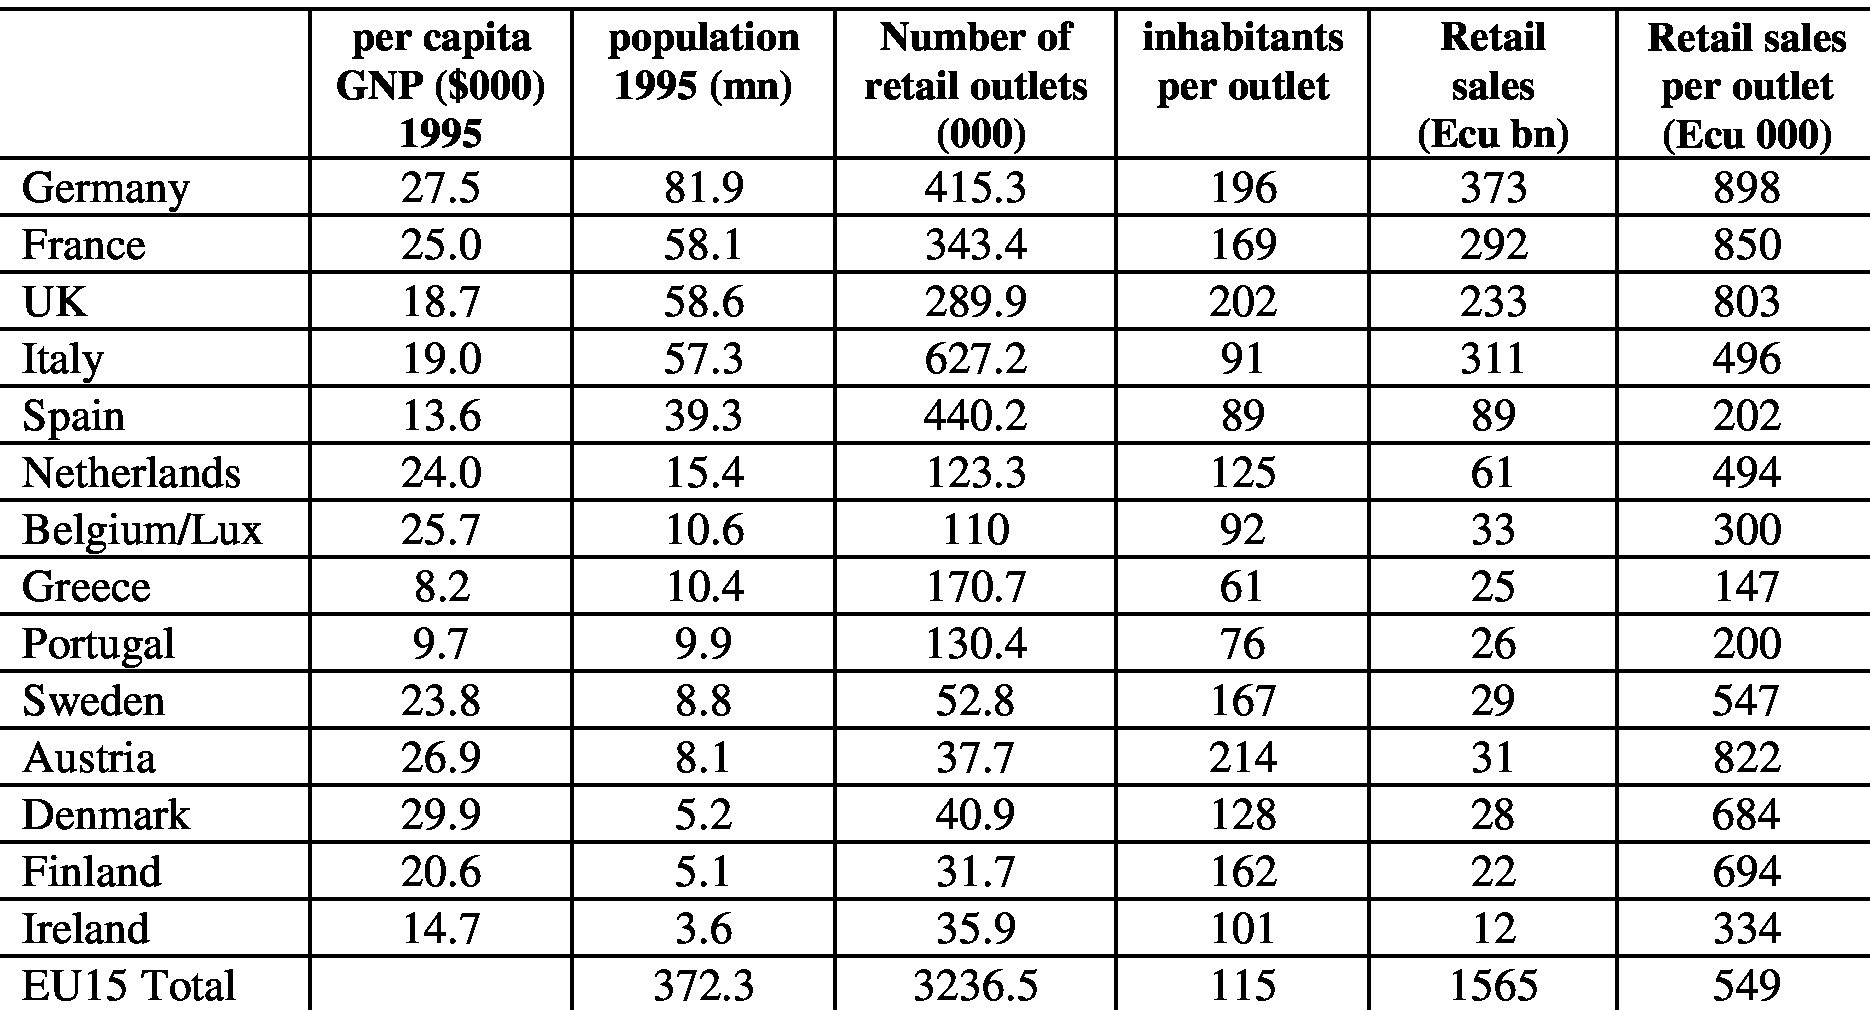 per capita GNP ($000) 1995 population 1995 (mn) Number of retail outlets (000) inhabitants per outlet Retail sales (Ecu bn) Retail sales per outlet (Ecu 000)
Germany 27.5 81.9 415.3 196 373 898
France 25.0 58.1 343.4 169 292 850
UK 18.7 58.6 289.9 202 233 803
Italy 19.0 57.3 627.2 91 311 496
Spain 13.6 39.3 440.2 89 89 202
Netherlands 24.0 15.4 123.3 125 61 494
Belgium/Lux 25.7 10.6 110 92 33 300
Greece 8.2 10.4 170.7 61 25 147
Portugal 9.7 9.9 130.4 76 26 200
Sweden 23.8 8.8 52.8 167 29 547
Austria 26.9 8.1 37.7 214 31 822
Denmark 29.9 5.2 40.9 128 28 684
Finland 20.6 5.1 31.7 162 22 694
Ireland 14.7 3.6 35.9 101 12 334
EU15 Total 372.3 3236.5 115 1565 549